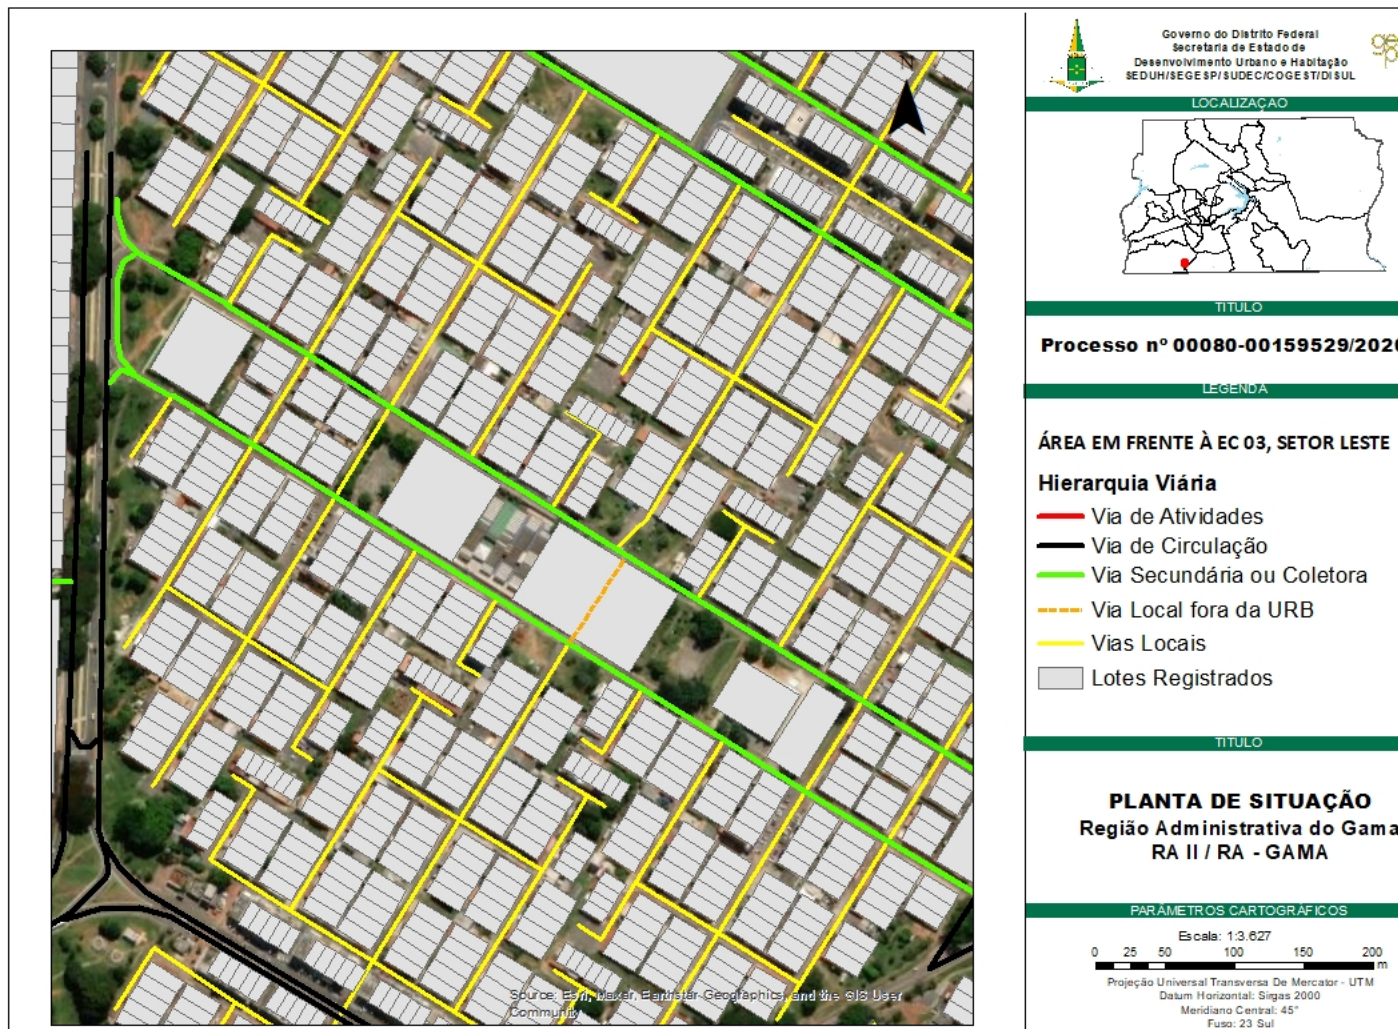 Governo do Distrito Federal
Secretaria de Estado de
Desenvolvimento Urbano e Habitação
SEDUH/SEGESP/SUDEC/COGEST/DISUL
LOCALIZAÇAO
TITULO
Processo nº 00080-00159529/2020
LEGENDA
ÁREA EM FRENTE À EC 03, SETOR LESTE
Hierarquia Viária
Via de Atividades
Via de Circulação
Via Secundária ou Coletora
Via Local fora da URB
Vias Locais
Lotes Registrados
TITULO
PLANTA DE SITUAÇÃO
Região Administrativa do Gama
RA II / RA - GAMA
PARÂMETROS CARTOGRÁFICOS
Escala: 1:3.627
0 25 50 100 150 200
m
Projeção Universal Transversa De Mercator - UTM
Datum Horizontal: Sirgas 2000
Meridiano Central: 45°
Fuso: 23 Sul
Source: Esri, Maxar, Earthstar Geographics, and the GIS User
Community